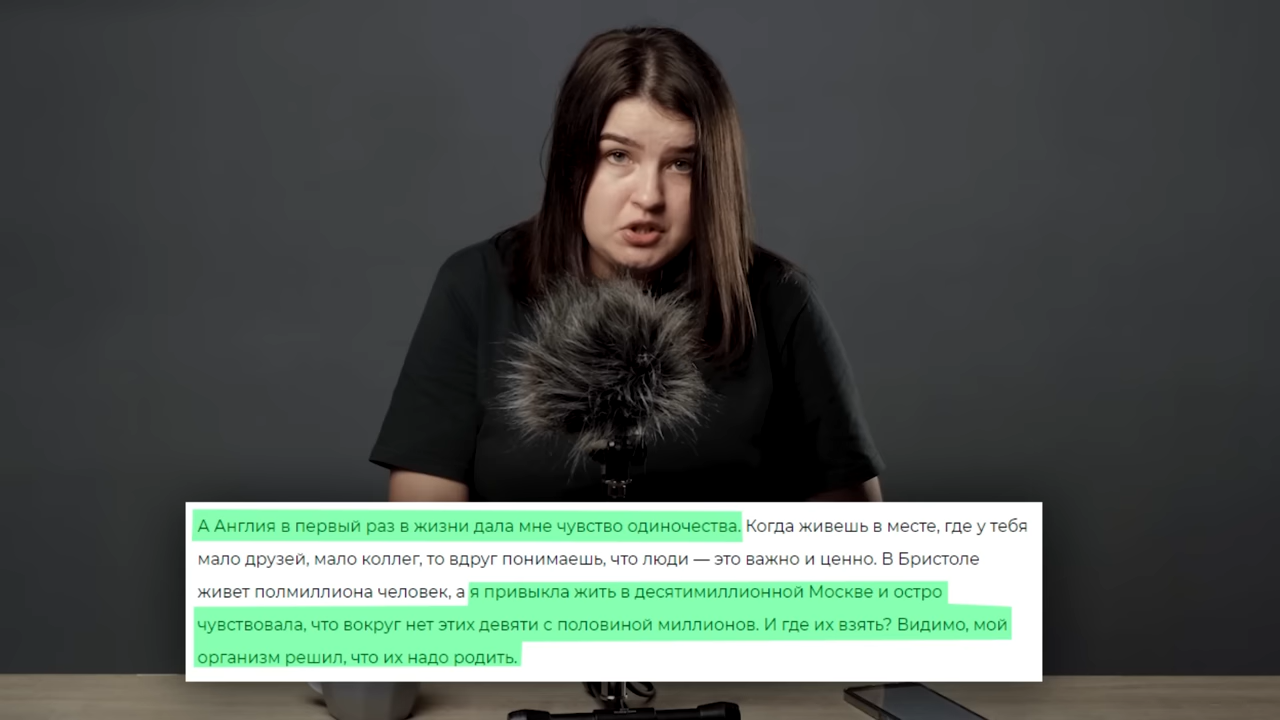 А Англия в первый раз в жизни дала мне чувство одиночества. Когда живешь в месте, где у тебя
мало друзей, мало коллег, то вдруг понимаешь, что люди — это важно и ценно. В Бристоле
живет полмиллиона человек, а я привыкла жить в десятимиллионной Москве и остро
чувствовала, что вокруг нет этих девяти с половиной миллионов. И где их взять? Видимо, мой
организм решил, что их надо родить.